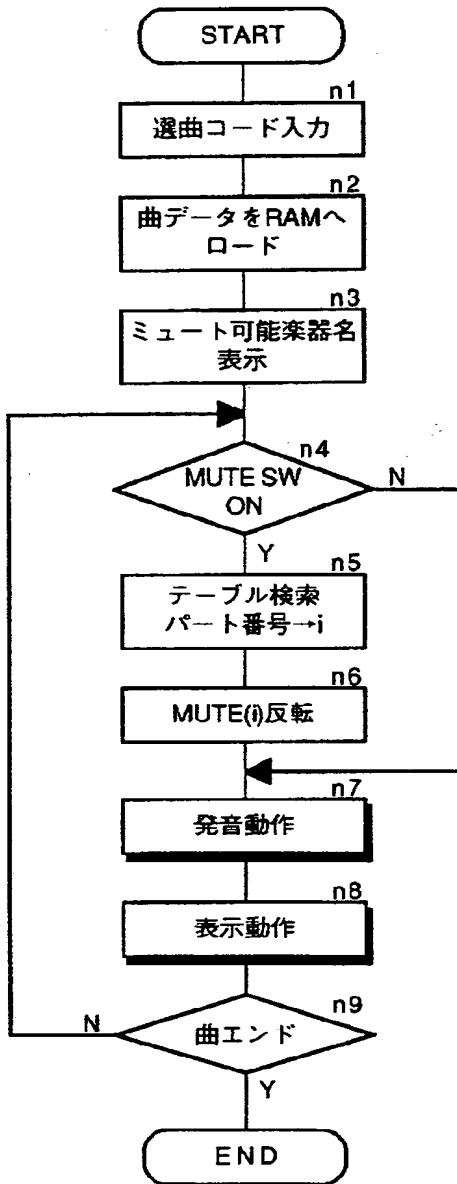 START
n1
選曲コード入力
n2
曲データをRAMへ
ロード
n3
ミュート可能楽器名
表示
n4
MUTE SW
ON
N
Y
n5
テーブル検索
パート番号→i
n6
MUTE(i)反転
n7
発音動作
n8
表示動作
n9
曲エンド
N
Y
END